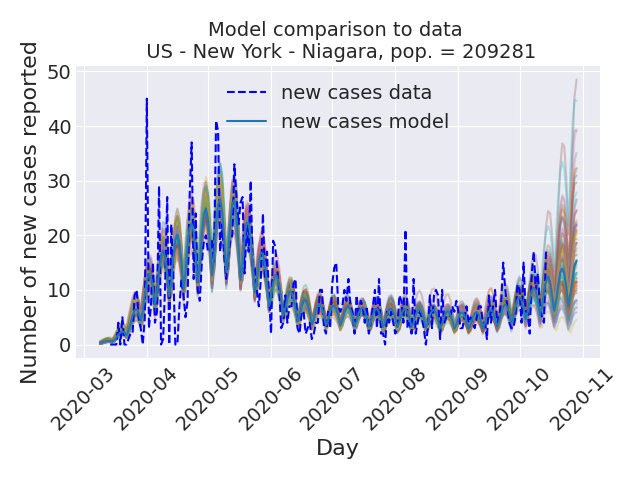 Model comparison to data
US - New York - Niagara, pop. = 209281
new cases data
new cases model
Number of new cases reported
50
40
30
20
10
0
2020-03
2020-04
2020-05
2020-06
2020-07
2020-08
2020-09
2020-10
2020-11
Day